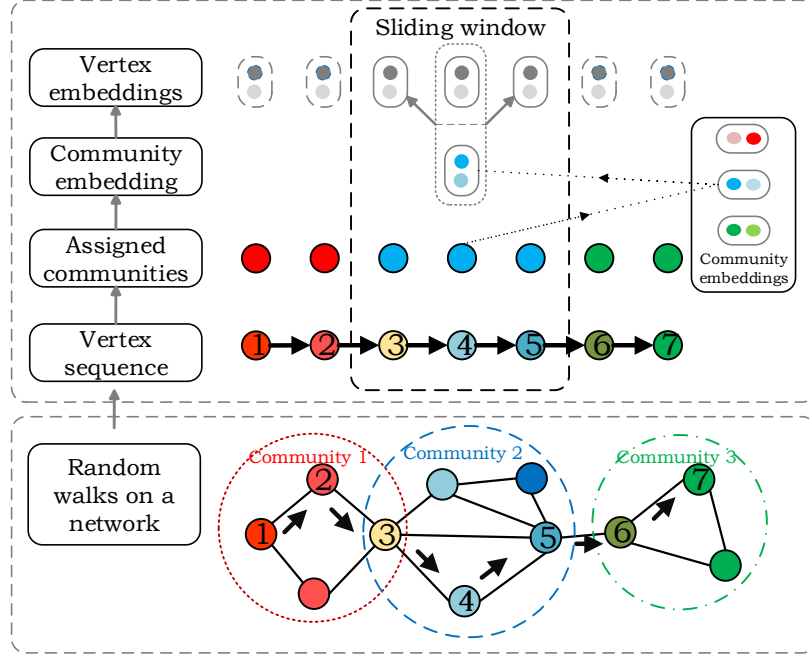 Sliding window
Vertex
embeddings
Community
embedding
Assigned
communities
Community
embeddings
Vertex
sequence
1 2 3 4 5 6 7
Random
walks on a
network
Community 1
Community 2
Community 3
1
2
3
4
5
6
7